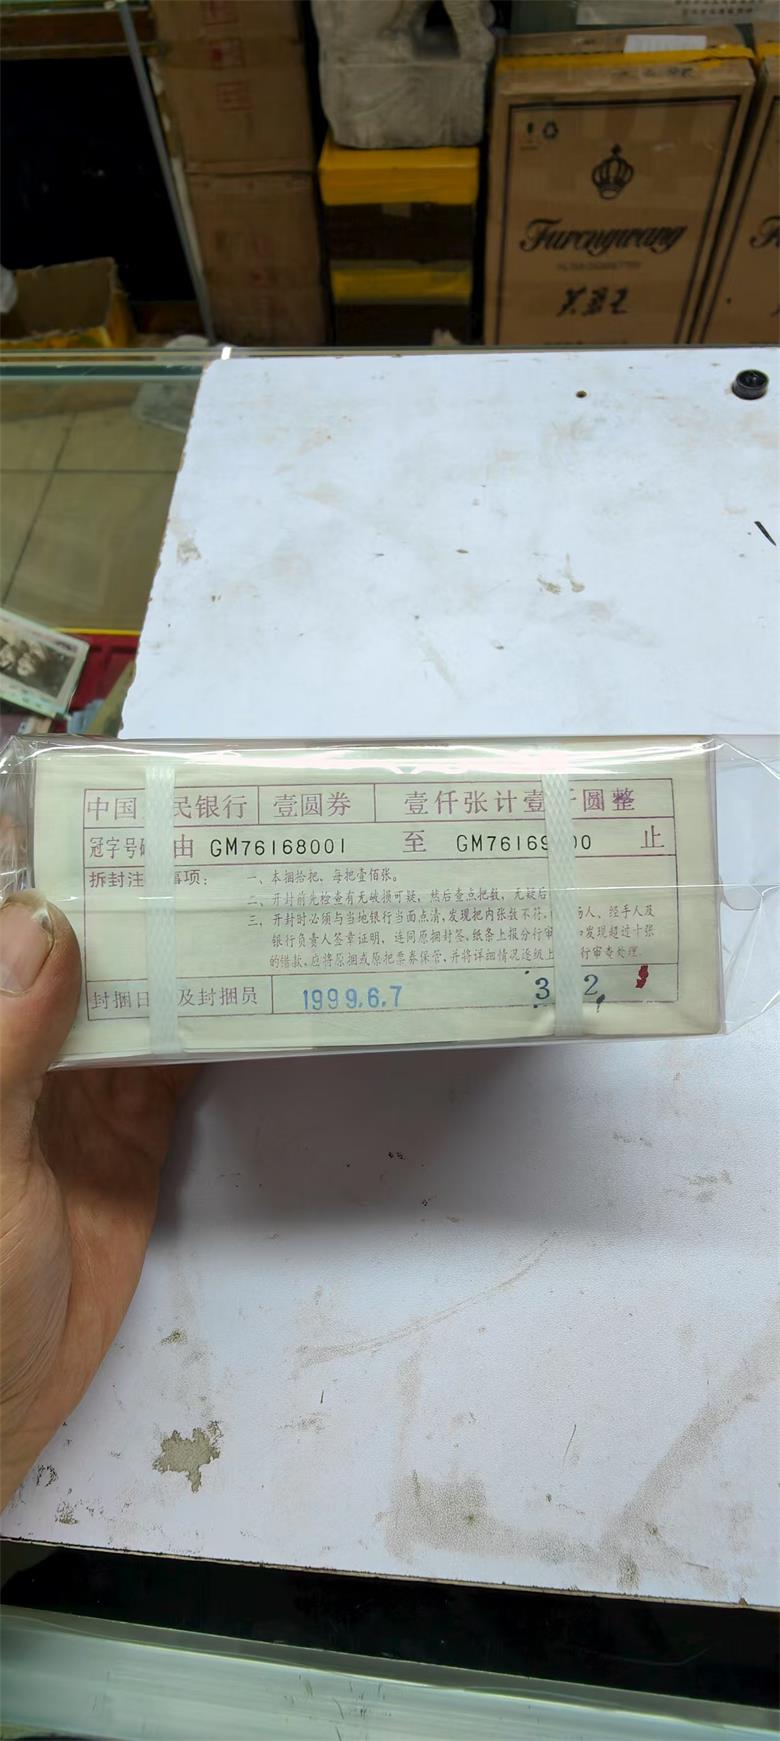 Furongwang
芙蓉王
中国 民银行 壹圆券 壹仟张计壹 圆整
冠字号 由 GM76168001 至 GM76169 00 止
拆封注 事项:
一、本捆拾把，每把壹佰张。
二、开封前先检查有无破损可疑，然后查点把数，无疑后
三、开封时必须与当地银行当面点清，发现把内张数不符， 人、经手人及
银行负责人签章证明，连同原捆封签、纸条上报分行审 发现超过十张
的错款，应将原捆或原把票券保管，并将详细情况逐级上 行审查处理.
封捆日 及封捆员 1999.6.7 3 2